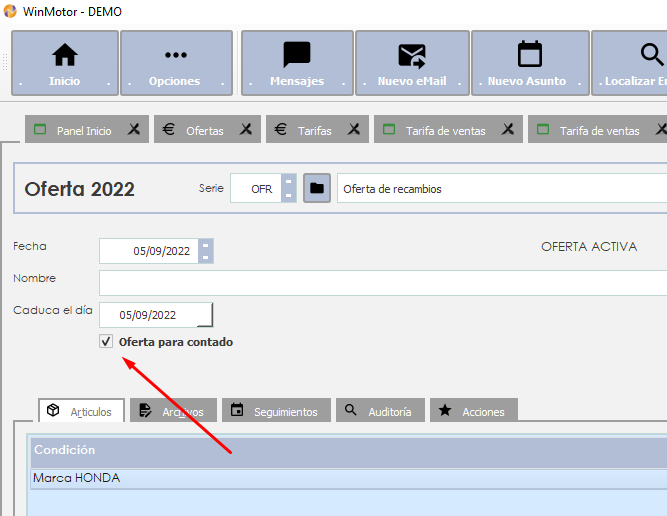 WinMotor - DEMO
Inicio Opciones Mensajes Nuevo eMail Nuevo Asunto Localizar
Panel Inicio Ofertas Tarifas Tarifa de ventas Tarifa de ventas
Oferta 2022 Serie OFR Oferta de recambios
Fecha 05/09/2022 OFERTA ACTIVA
Nombre
Caduca el día 05/09/2022
Oferta para contado
Articulos Archivos Seguimientos Auditoría Acciones
Condición
Marca HONDA